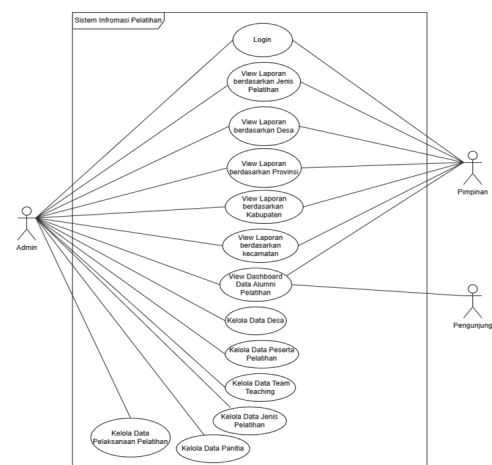 Sistem Infromasi Pelatihan
Login
View Laporan
berdasarkan Jenis
Pelatihan
View Laporan
berdasarkan Desa
View Laporan
berdasarkan Provinsi
View Laporan
berdasarkan
Kabupaten
View Laporan
berdasarkan
kecamatan
View Dashboard
Data Alumni
Pelatihan
Kelola Data Desa
Kelola Data Peserta
Pelatihan
Kelola Data Team
Teaching
Kelola Data Jenis
Pelatihan
Kelola Data
Pelaksanaan Pelatihan
Kelola Data Panitia
Admin
Pimpinan
Pengunjung